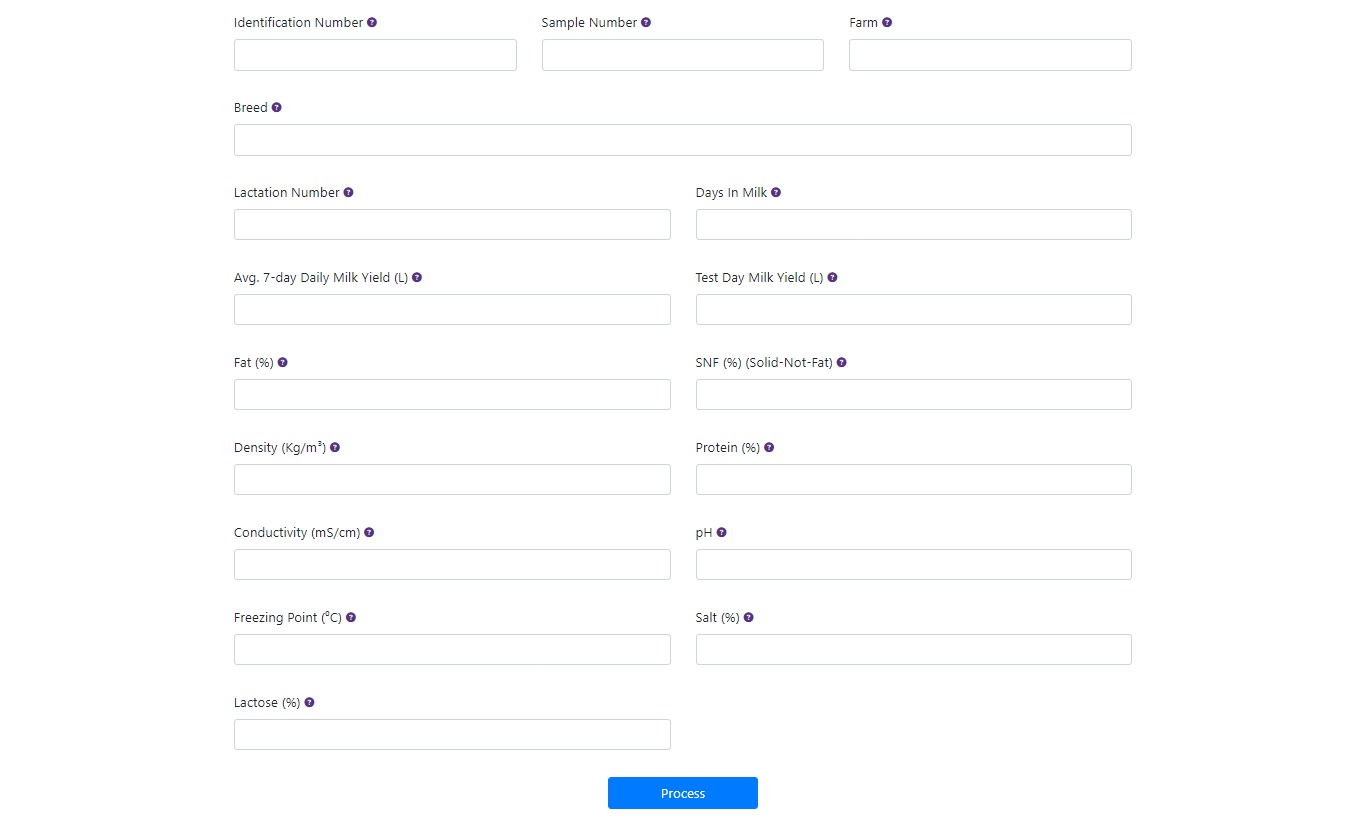 Identification Number ?
Sample Number ?
Farm ?
Breed ?
Lactation Number ?
Days In Milk ?
Avg. 7-day Daily Milk Yield (L) ?
Test Day Milk Yield (L) ?
Fat (%) ?
SNF (%) (Solid-Not-Fat) ?
Density (Kg/m³) ?
Protein (%) ?
Conductivity (mS/cm) ?
pH ?
Freezing Point (⁰C) ?
Salt (%) ?
Lactose (%) ?
Process